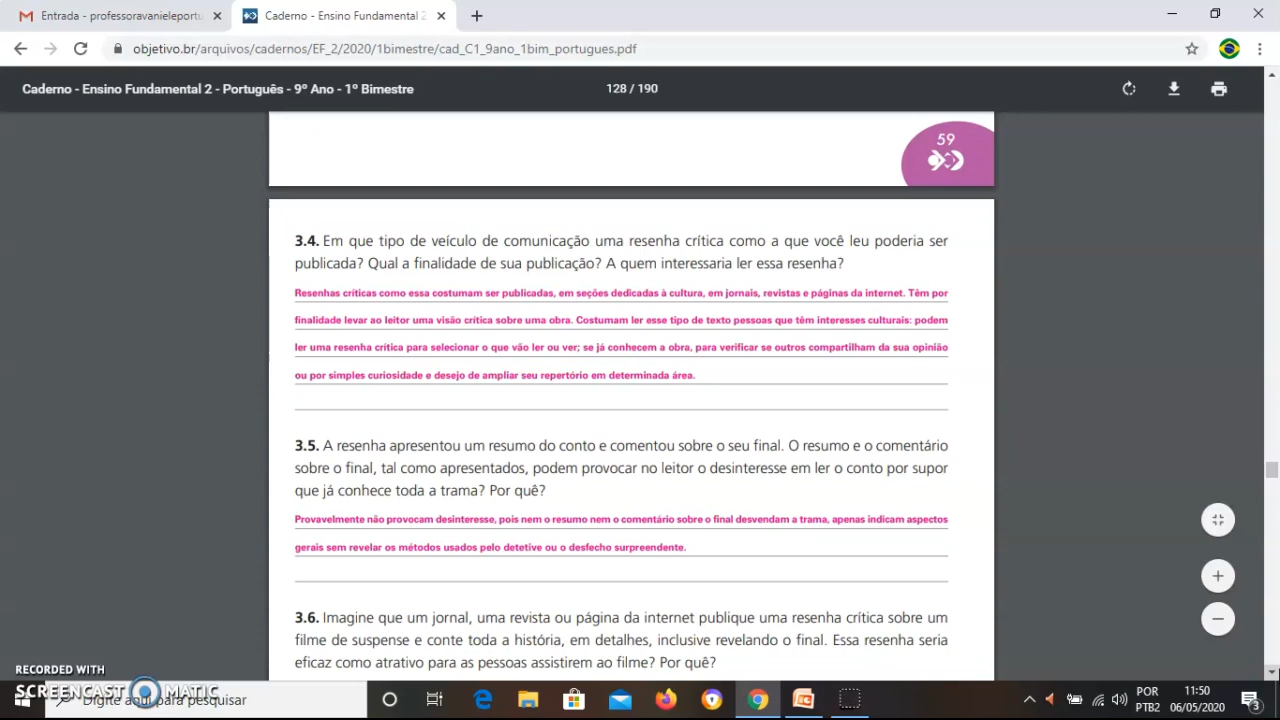 Entrada - professoravanieleportu
Caderno - Ensino Fundamental 2
objetivo.br/arquivos/cadernos/EF_2/2020/1bimestre/cad_C1_9ano_1bim_portugues.pdf
Caderno - Ensino Fundamental 2 - Português - 9º Ano - 1º Bimestre
128 / 190
59
3.4. Em que tipo de veículo de comunicação uma resenha crítica como a que você leu poderia ser
publicada? Qual a finalidade de sua publicação? A quem interessaria ler essa resenha?
Resenhas críticas como essa costumam ser publicadas, em seções dedicadas à cultura, em jornais, revistas e páginas da internet. Têm por
finalidade levar ao leitor uma visão crítica sobre uma obra. Costumam ler esse tipo de texto pessoas que têm interesses culturais: podem
ler uma resenha crítica para selecionar o que vão ler ou ver; se já conhecem a obra, para verificar se outros compartilham da sua opinião
ou por simples curiosidade e desejo de ampliar seu repertório em determinada área.
3.5. A resenha apresentou um resumo do conto e comentou sobre o seu final. O resumo e o comentário
sobre o final, tal como apresentados, podem provocar no leitor o desinteresse em ler o conto por supor
que já conhece toda a trama? Por quê?
Provavelmente não provocam desinteresse, pois nem o resumo nem o comentário sobre o final desvendam a trama, apenas indicam aspectos
gerais sem revelar os métodos usados pelo detetive ou o desfecho surpreendente.
3.6. Imagine que um jornal, uma revista ou página da internet publique uma resenha crítica sobre um
filme de suspense e conte toda a história, em detalhes, inclusive revelando o final. Essa resenha seria
eficaz como atrativo para as pessoas assistirem ao filme? Por quê?
RECORDED WITH
SCREENCAST MATIC
Digite aqui para pesquisar
POR
PTB2
11:50
06/05/2020
3